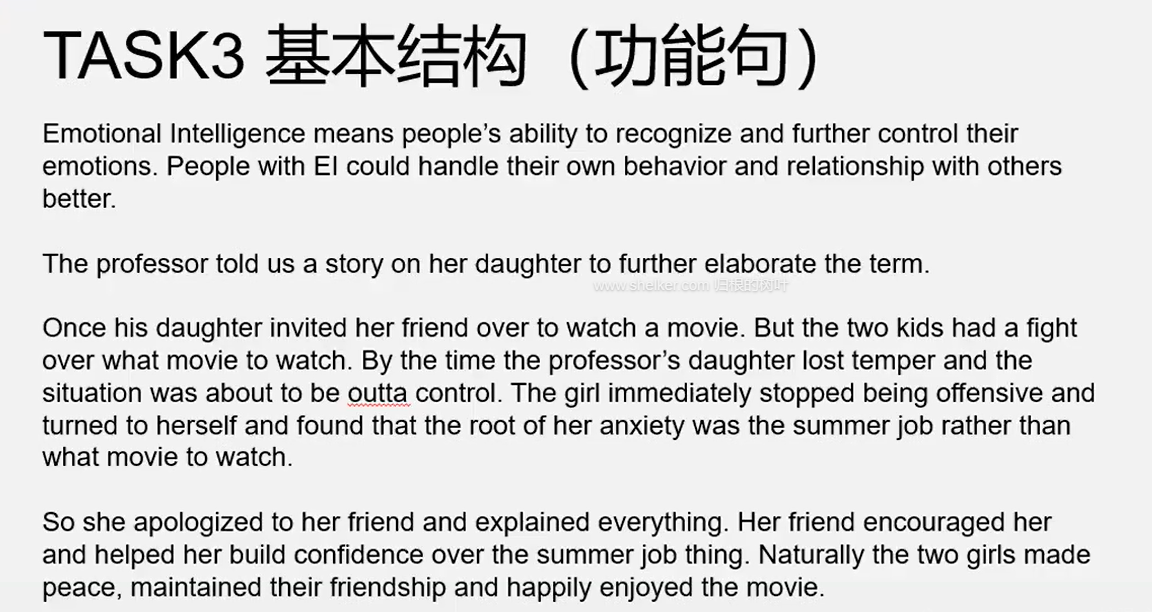 TASK3 基本结构（功能句）
Emotional Intelligence means people’s ability to recognize and further control their
emotions. People with EI could handle their own behavior and relationship with others
better.
The professor told us a story on her daughter to further elaborate the term.
www.shelker.com 归根的树叶
Once his daughter invited her friend over to watch a movie. But the two kids had a fight
over what movie to watch. By the time the professor’s daughter lost temper and the
situation was about to be outta control. The girl immediately stopped being offensive and
turned to herself and found that the root of her anxiety was the summer job rather than
what movie to watch.
So she apologized to her friend and explained everything. Her friend encouraged her
and helped her build confidence over the summer job thing. Naturally the two girls made
peace, maintained their friendship and happily enjoyed the movie.